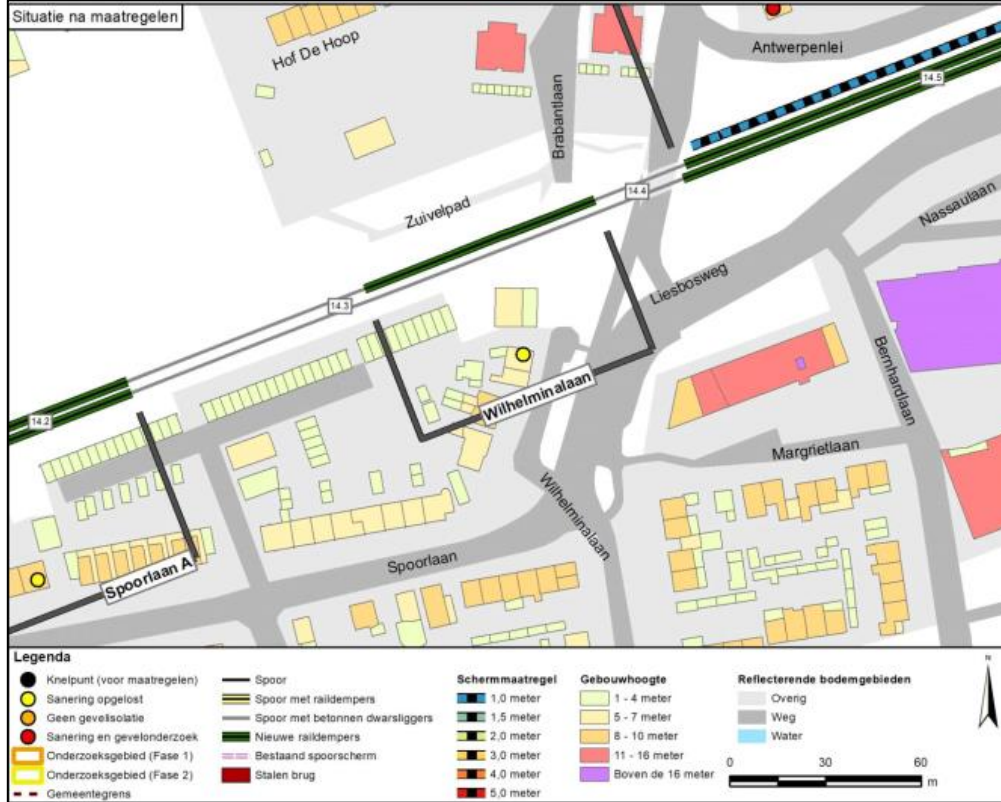 Situatie na maatregelen
Hof De Hoop
Antwerpenlei
Brabantlaan
14.5
14.4
Zuivelpad
Nassaulaan
Liesbosweg
14.3
Bernhardlaan
Wilhelminalaan
14.2
Margrietlaan
Wilhelminalaan
Spoorlaan
Spoorlaan A
Legenda
Knelpunt (voor maatregelen)
Sanering opgelost
Geen gevelisolatie
Sanering en gevelonderzoek
Onderzoeksgebied (Fase 1)
Onderzoeksgebied (Fase 2)
Gemeentegrens
Spoor
Spoor met raildempers
Spoor met betonnen dwarsliggers
Nieuwe raildempers
Bestaand spoorscherm
Stalen brug
Schermmaatregel
1,0 meter
1,5 meter
2,0 meter
3,0 meter
4,0 meter
5,0 meter
Gebouwhoogte
1 - 4 meter
5 - 7 meter
8 - 10 meter
11 - 16 meter
Boven de 16 meter
Reflecterende bodemgebieden
Overig
Weg
Water
N
0 30 60
m